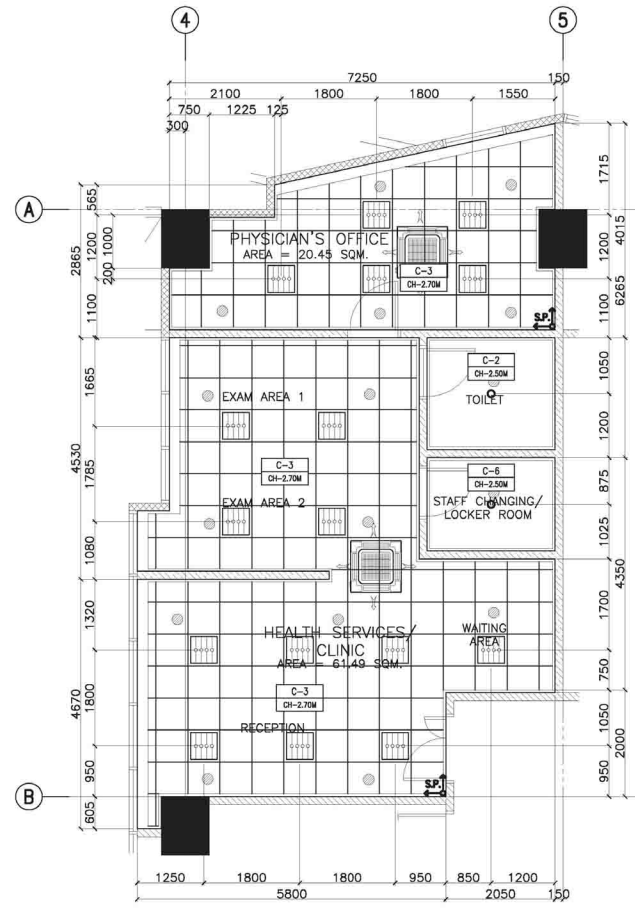 4
5
7250
150
2100
1800
1800
1550
750
1225
125
300
A
565
1000
1200
200
2865
1100
1715
4015
1200
6265
1100
PHYSICIAN'S OFFICE
AREA = 20.45 SQM.
C-3
CH-2.70M
S.P.
1665
4530
1785
1080
EXAM AREA 1
C-3
CH-2.70M
EXAM AREA 2
C-2
CH-2.50M
TOILET
1050
1200
C-6
CH-2.50M
STAFF CHANGING/
LOCKER ROOM
875
1025
4350
1320
4670
1800
950
605
HEALTH SERVICES/
CLINIC
AREA = 61.49 SQM.
WAITING
AREA
1700
750
C-3
CH-2.70M
RECEPTION
1050
2000
950
S.P.
B
1250
1800
1800
950
850
1200
5800
2050
150